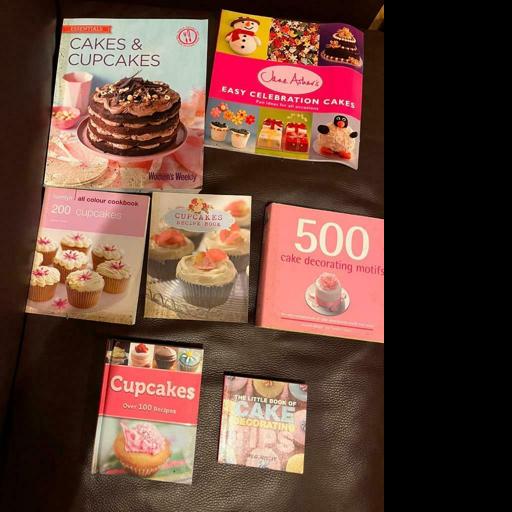 ESSENTIALS
CAKES &
CUPCAKES
Women's Weekly
Jane Asher's
EASY CELEBRATION CAKES
Fun ideas for all occasions
hamlyn all colour cookbook
200 cupcakes
CUPCAKES
RECIPE BOOK
500
cake decorating motifs
Cupcakes
Over 100 Recipes
THE LITTLE BOOK OF
CAKE
DECORATING
TIPS